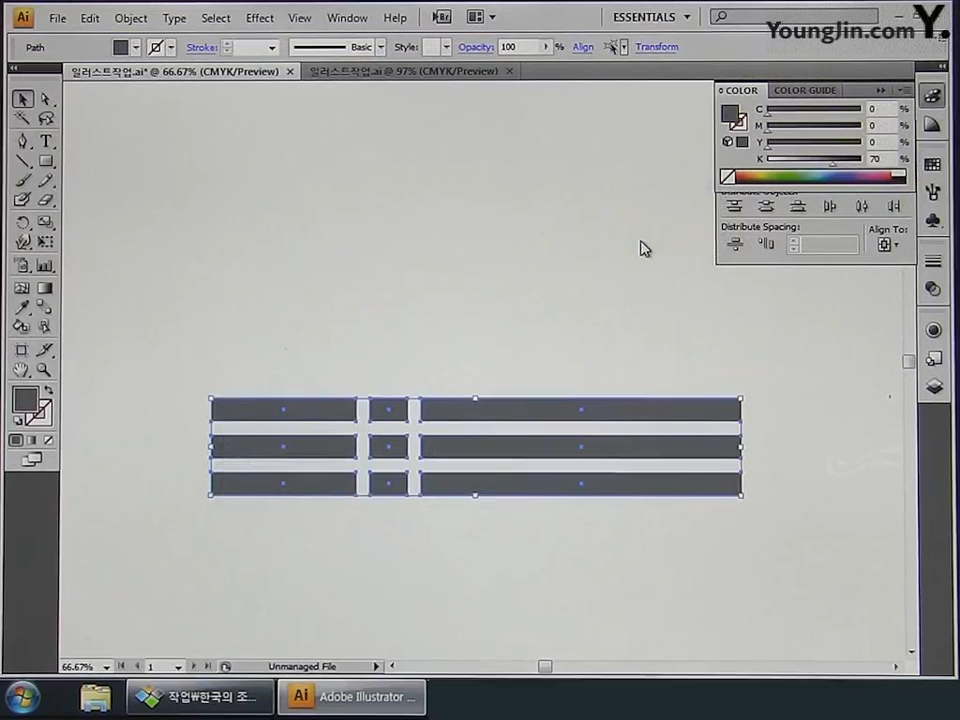 Ai File Edit Object Type Select Effect View Window Help Br ESSENTIALS
Y.
YoungJin.com
Path Stroke: Basic Style: Opacity: 100 % Align Transform
일러스트작업.ai* @ 66.67% (CMYK/Preview) × 일러스트작업.ai @ 97% (CMYK/Preview) ×
COLOR COLOR GUIDE
C 0 %
M 0 %
Y 0 %
K 70 %
Distribute Objects:
Distribute Spacing: Align To:
66.67% 1 Unmanaged File
작업₩한국의 조... Ai Adobe Illustrator ...